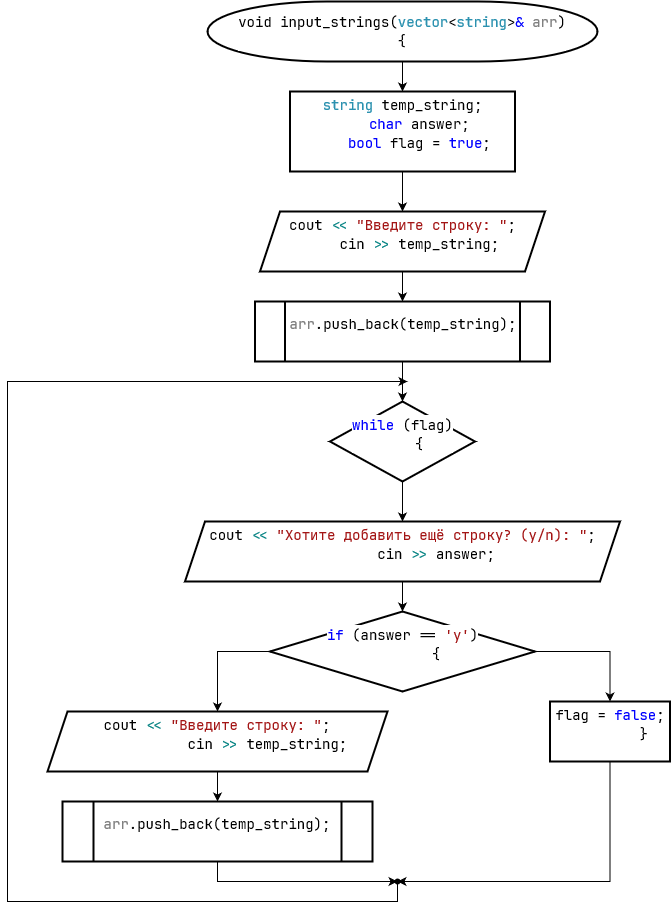 void input_strings(vector<string>& arr)
{
string temp_string;
char answer;
bool flag = true;
cout << "Введите строку: ";
cin >> temp_string;
arr.push_back(temp_string);
while (flag)
{
cout << "Хотите добавить ещё строку? (y/n): ";
cin >> answer;
if (answer == 'y')
{
cout << "Введите строку: ";
cin >> temp_string;
flag = false;
}
arr.push_back(temp_string);